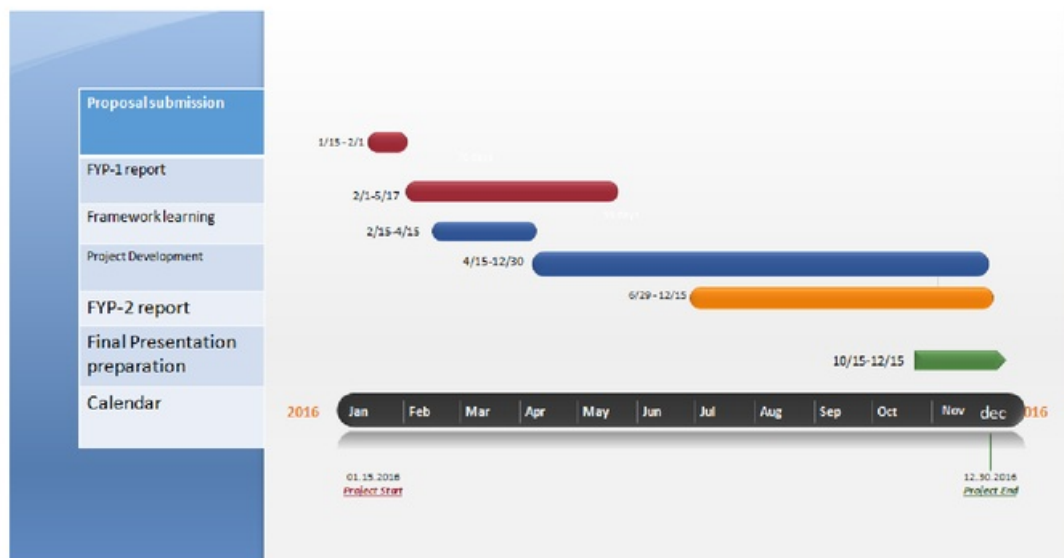 Proposal submission
1/15 - 2/1
FYP-1 report
2/1-5/17
Framework learning
2/15-4/15
Project Development
4/15-12/30
FYP-2 report
6/29 - 12/15
Final Presentation
preparation
10/15-12/15
Calendar
2016 Jan Feb Mar Apr May Jun Jul Aug Sep Oct Nov dec 016
01.15.2016
Project Start
12.30.2016
Project End